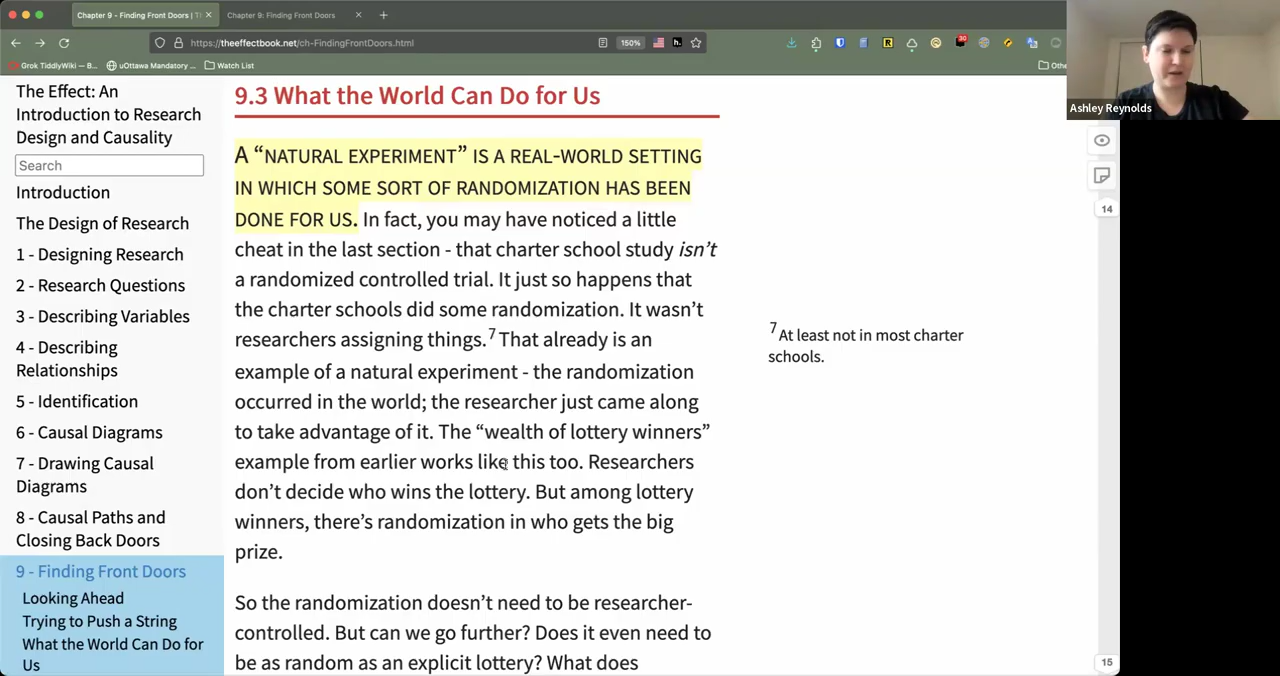 Chapter 9 - Finding Front Doors | T
Chapter 9: Finding Front Doors
https://theeffectbook.net/ch-FindingFrontDoors.html
150%
h.
R
30
Grok TiddlyWiki — B...
uOttawa Mandatory ...
Watch List
Othe
Ashley Reynolds
The Effect: An
Introduction to Research
Design and Causality
Search
Introduction
The Design of Research
1 - Designing Research
2 - Research Questions
3 - Describing Variables
4 - Describing
Relationships
5 - Identification
6 - Causal Diagrams
7 - Drawing Causal
Diagrams
8 - Causal Paths and
Closing Back Doors
9 - Finding Front Doors
Looking Ahead
Trying to Push a String
What the World Can Do for
Us
9.3 What the World Can Do for Us
A “NATURAL EXPERIMENT” IS A REAL-WORLD SETTING
IN WHICH SOME SORT OF RANDOMIZATION HAS BEEN
DONE FOR US. In fact, you may have noticed a little
cheat in the last section - that charter school study isn’t
a randomized controlled trial. It just so happens that
the charter schools did some randomization. It wasn’t
researchers assigning things.7 That already is an
example of a natural experiment - the randomization
occurred in the world; the researcher just came along
to take advantage of it. The “wealth of lottery winners”
example from earlier works like this too. Researchers
don’t decide who wins the lottery. But among lottery
winners, there’s randomization in who gets the big
prize.
So the randomization doesn’t need to be researcher-
controlled. But can we go further? Does it even need to
be as random as an explicit lottery? What does
7 At least not in most charter
schools.
14
15